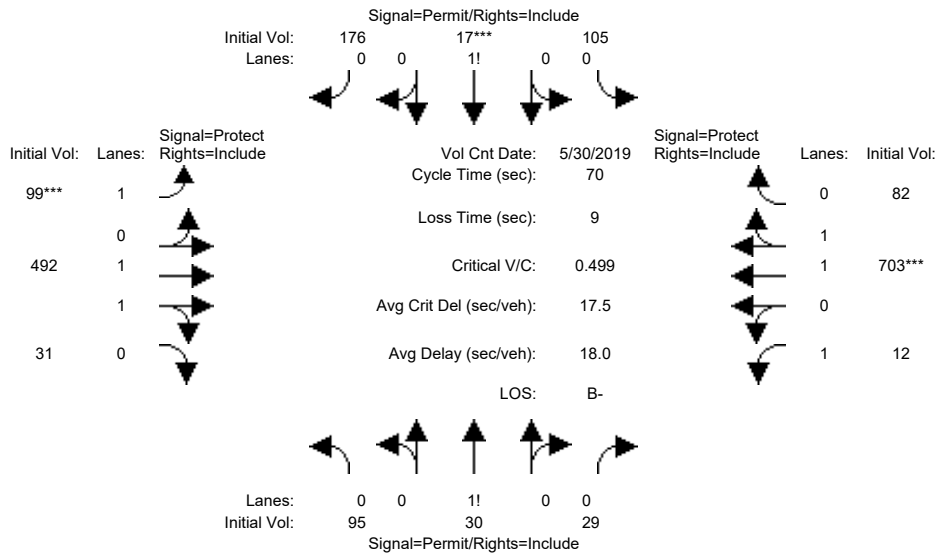 Signal=Permit/Rights=Include
Initial Vol: 176 17*** 105
Lanes: 0 0 1! 0 0
Signal=Protect Signal=Protect
Initial Vol: Lanes: Rights=Include Vol Cnt Date: 5/30/2019 Rights=Include Lanes: Initial Vol:
Cycle Time (sec): 70
99*** 1 0 82
Loss Time (sec): 9
0 1
492 1 Critical V/C: 0.499 1 703***
1 Avg Crit Del (sec/veh): 17.5 0
31 0 Avg Delay (sec/veh): 18.0 1 12
LOS: B-
Lanes: 0 0 1! 0 0
Initial Vol: 95 30 29
Signal=Permit/Rights=Include